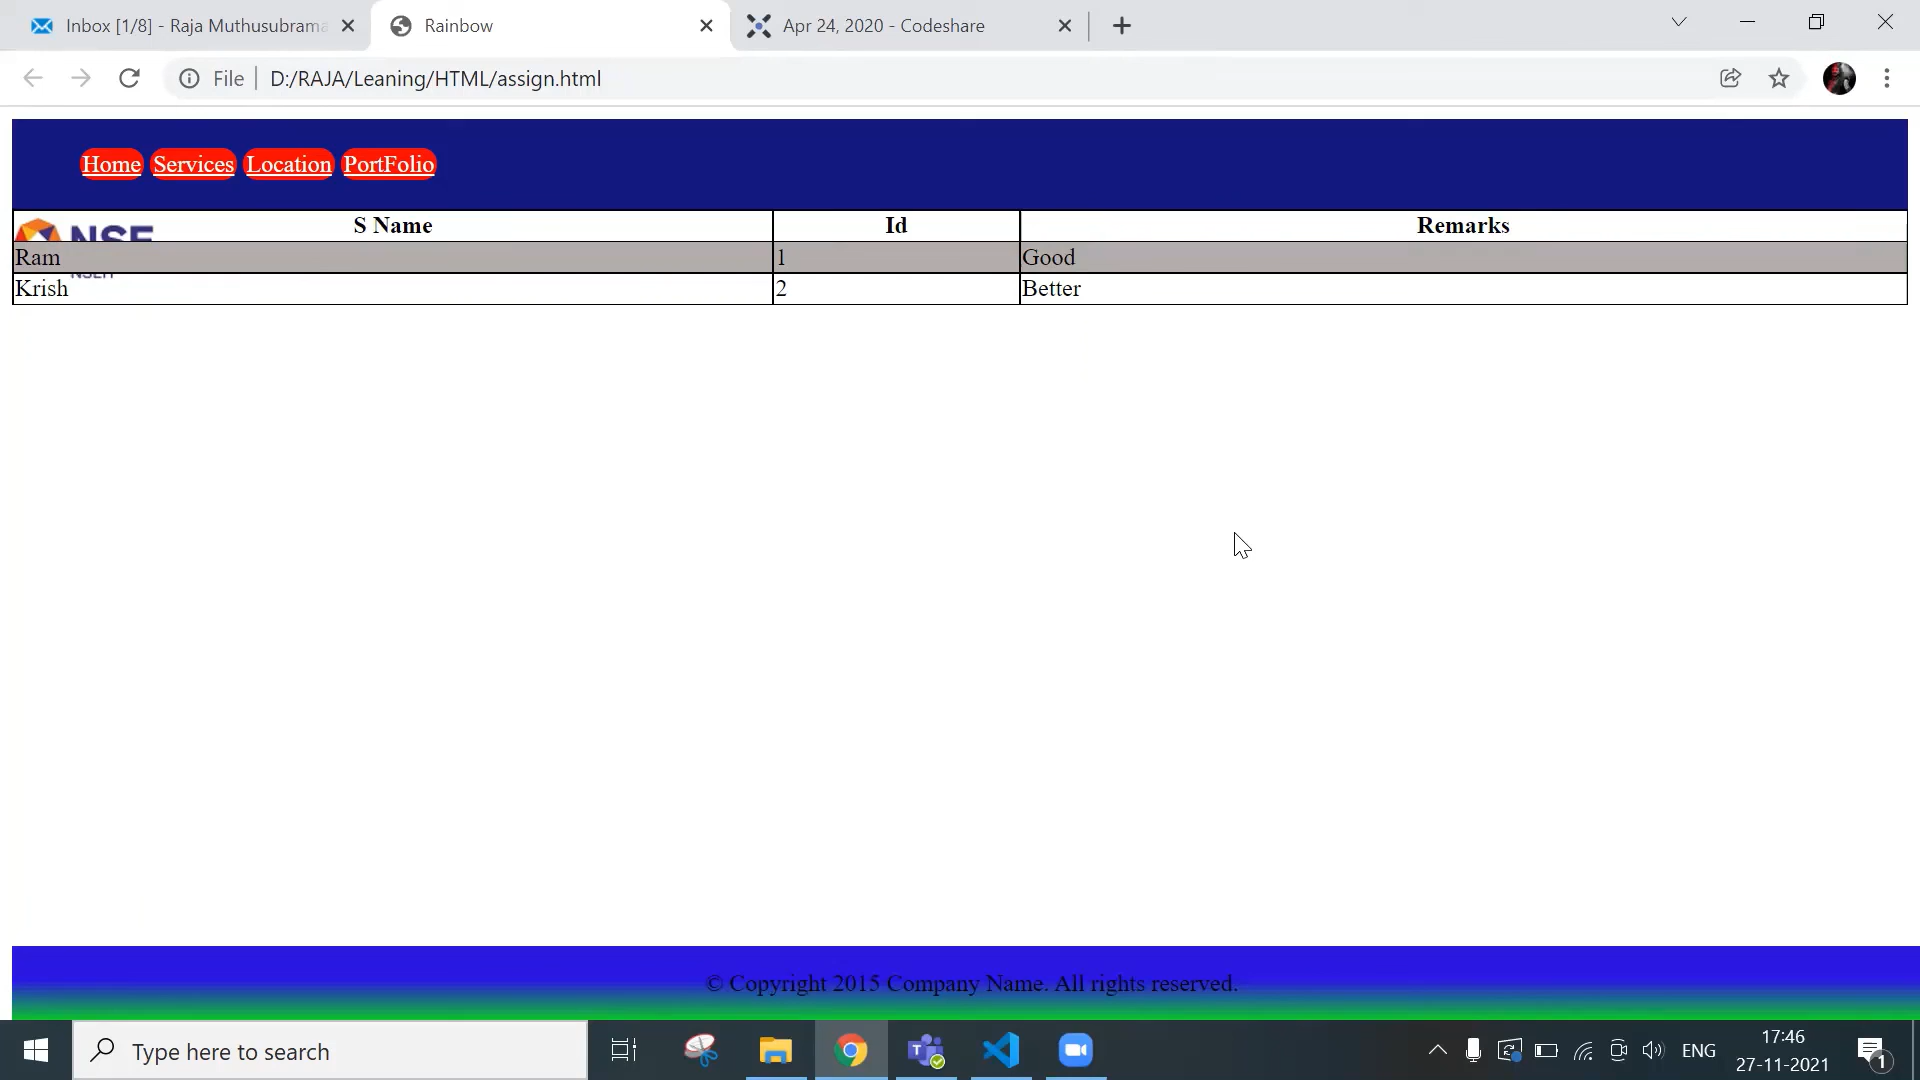 Inbox [1/8] - Raja Muthusubrama
Rainbow
Apr 24, 2020 - Codeshare
File
D:/RAJA/Leaning/HTML/assign.html
Home Services Location PortFolio
NSE
S Name Id Remarks
Ram 1 Good
Krish 2 Better
© Copyright 2015 Company Name. All rights reserved.
Type here to search
ENG
17:46
27-11-2021
1